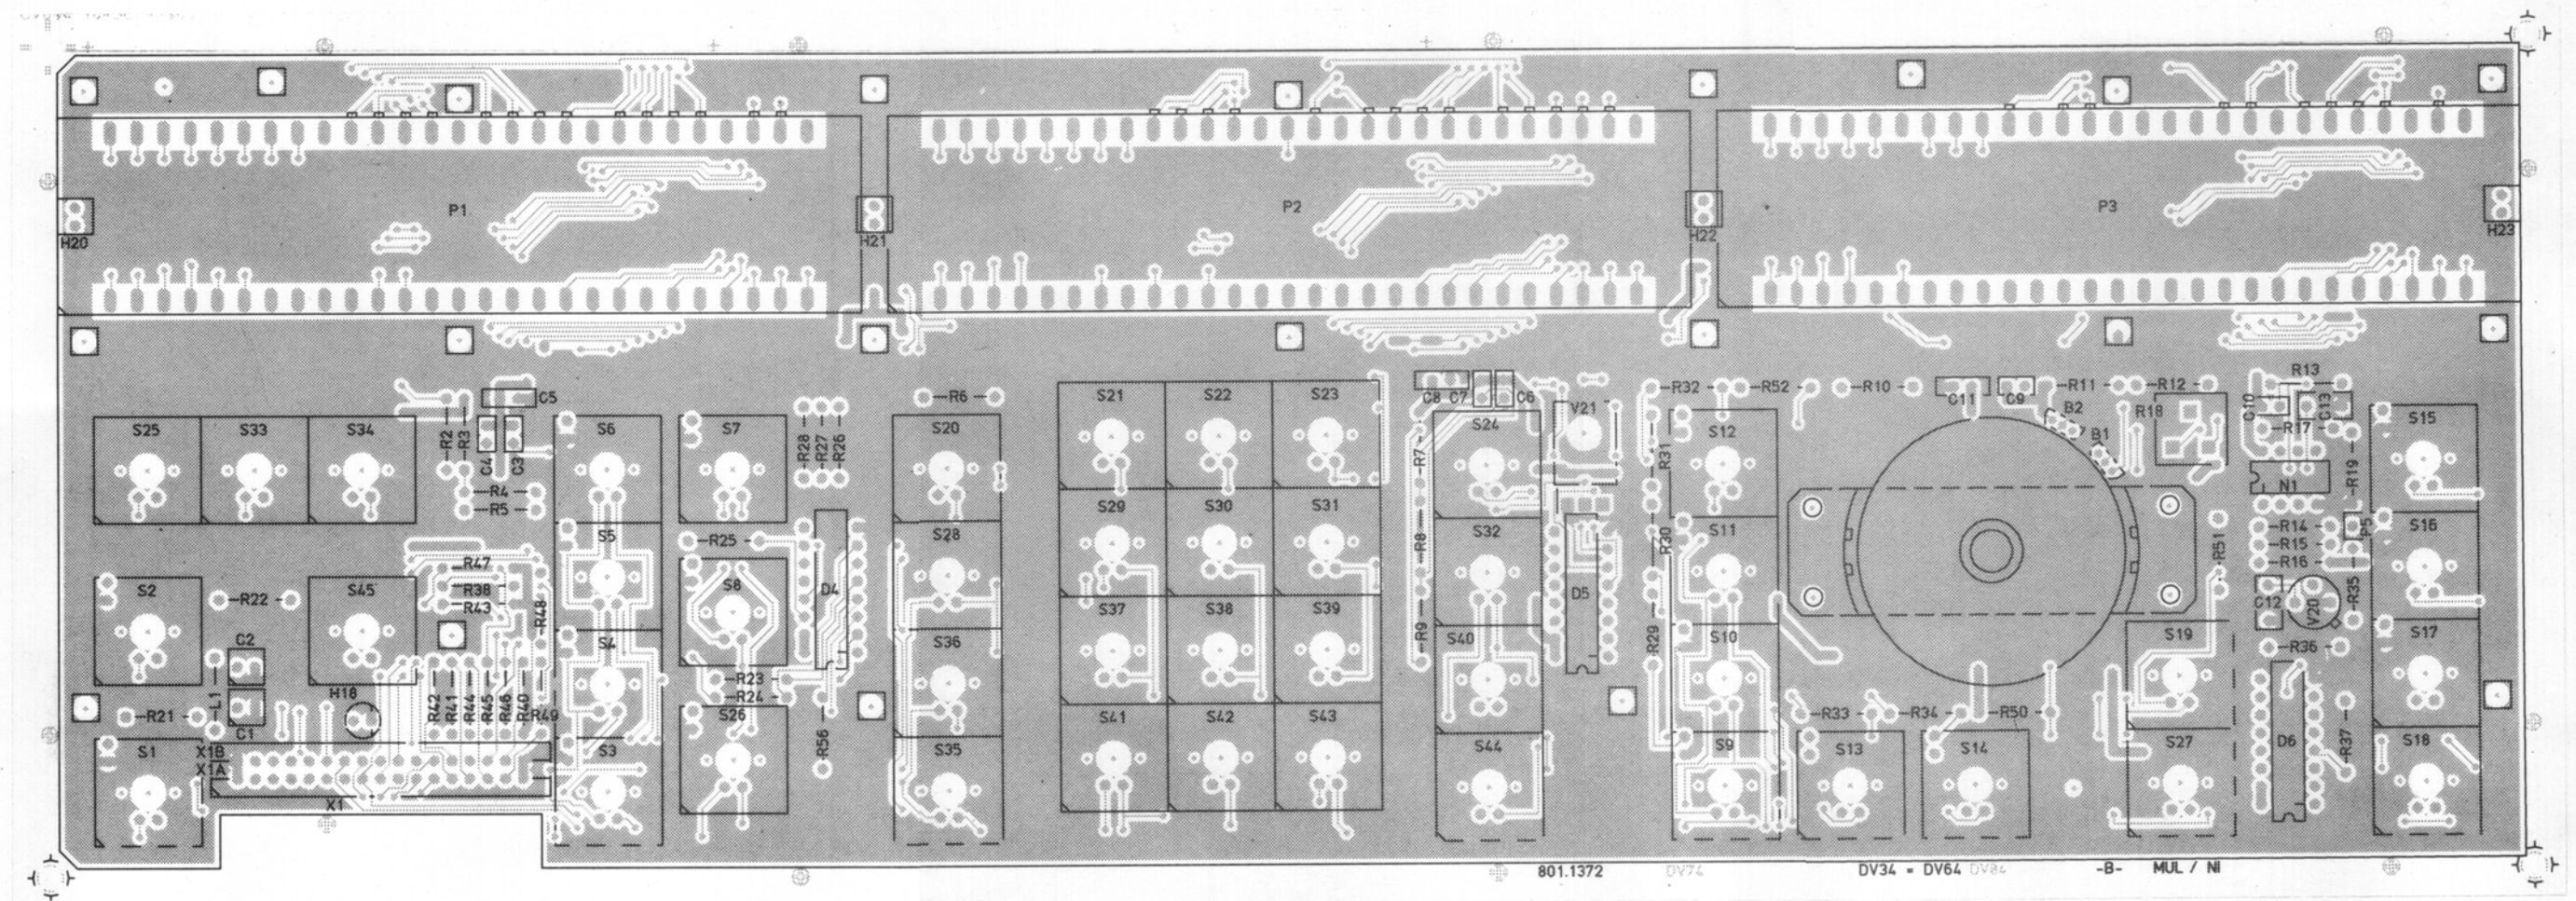 P1 P2 P3
H20 H21 H22 H23
R13
R32 R52 R10 R11 R12
C5 R6 S21 S22 S23 C8 C7 C6 C11 C9 B2 R18 C10 C13
V21
S25 S33 S34 R2 R3 C4 C3 S6 S7 R28 R27 R26 S20 S24 R7 R31 S12 B1 R17 S15
R4
R5
N1 R19
S29 S30 S31
S5 R25 S28 S32 R8 R30 S11 R51 R14 P5 S16
R15
R16
R47
S2 R22 S45 R38 S8 D4 D5 R35
R43 R48 S37 S38 S39 C12 V20
C2 S4 S36 S40 R9 R29 S10 S19 R36 S17
R23
L1 H18 R42 R41 R44 R45 R46 R40 R24
R21 C1 R49 S26 S41 S42 S43 R33 R34 R50
S1 X1B S3 R56 S35 S44 S9 S13 S14 S27 D6 R37 S18
X1A
X1
801.1372 DV74 DV34 = DV64 DV84 -B- MUL / NI